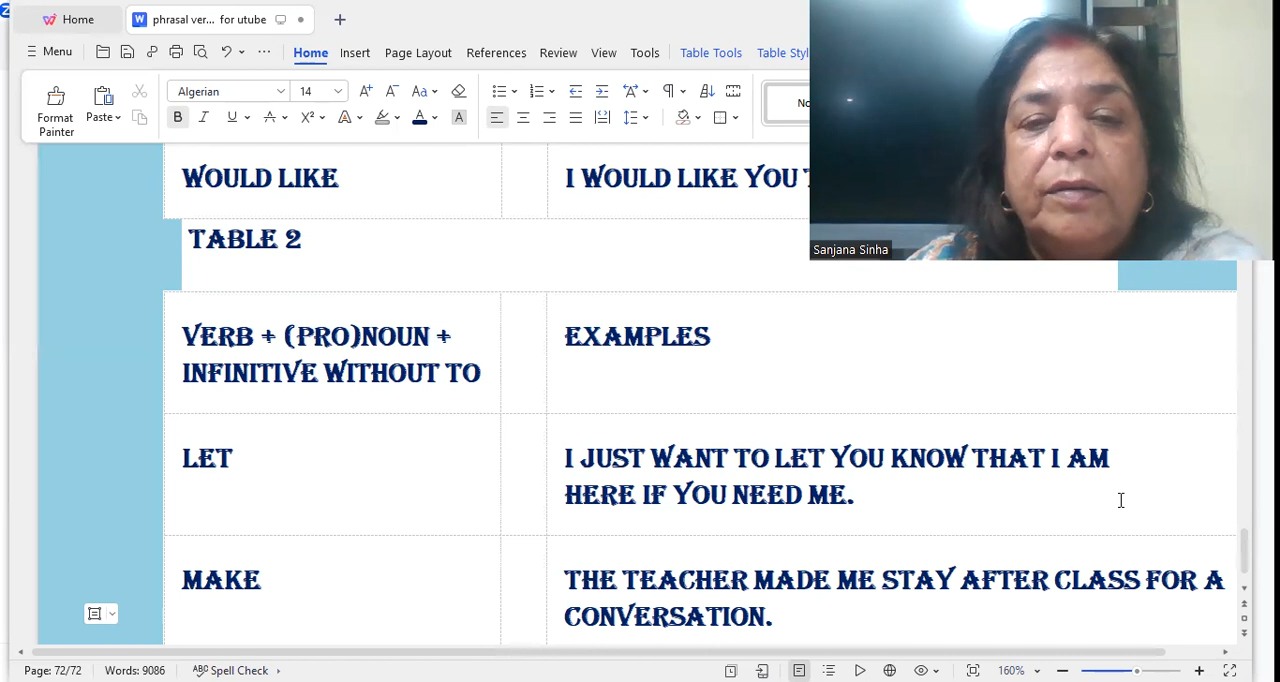 Home
phrasal ver... for utube
Menu
Home Insert Page Layout References Review View Tools Table Tools Table Styl
Algerian 14
Format Painter
Paste
WOULD LIKE
I WOULD LIKE YOU
TABLE 2
VERB + (PRO)NOUN +
INFINITIVE WITHOUT TO
EXAMPLES
LET
I JUST WANT TO LET YOU KNOW THAT I AM
HERE IF YOU NEED ME.
MAKE
THE TEACHER MADE ME STAY AFTER CLASS FOR A
CONVERSATION.
Sanjana Sinha
Page: 72/72 Words: 9086 Spell Check 160%